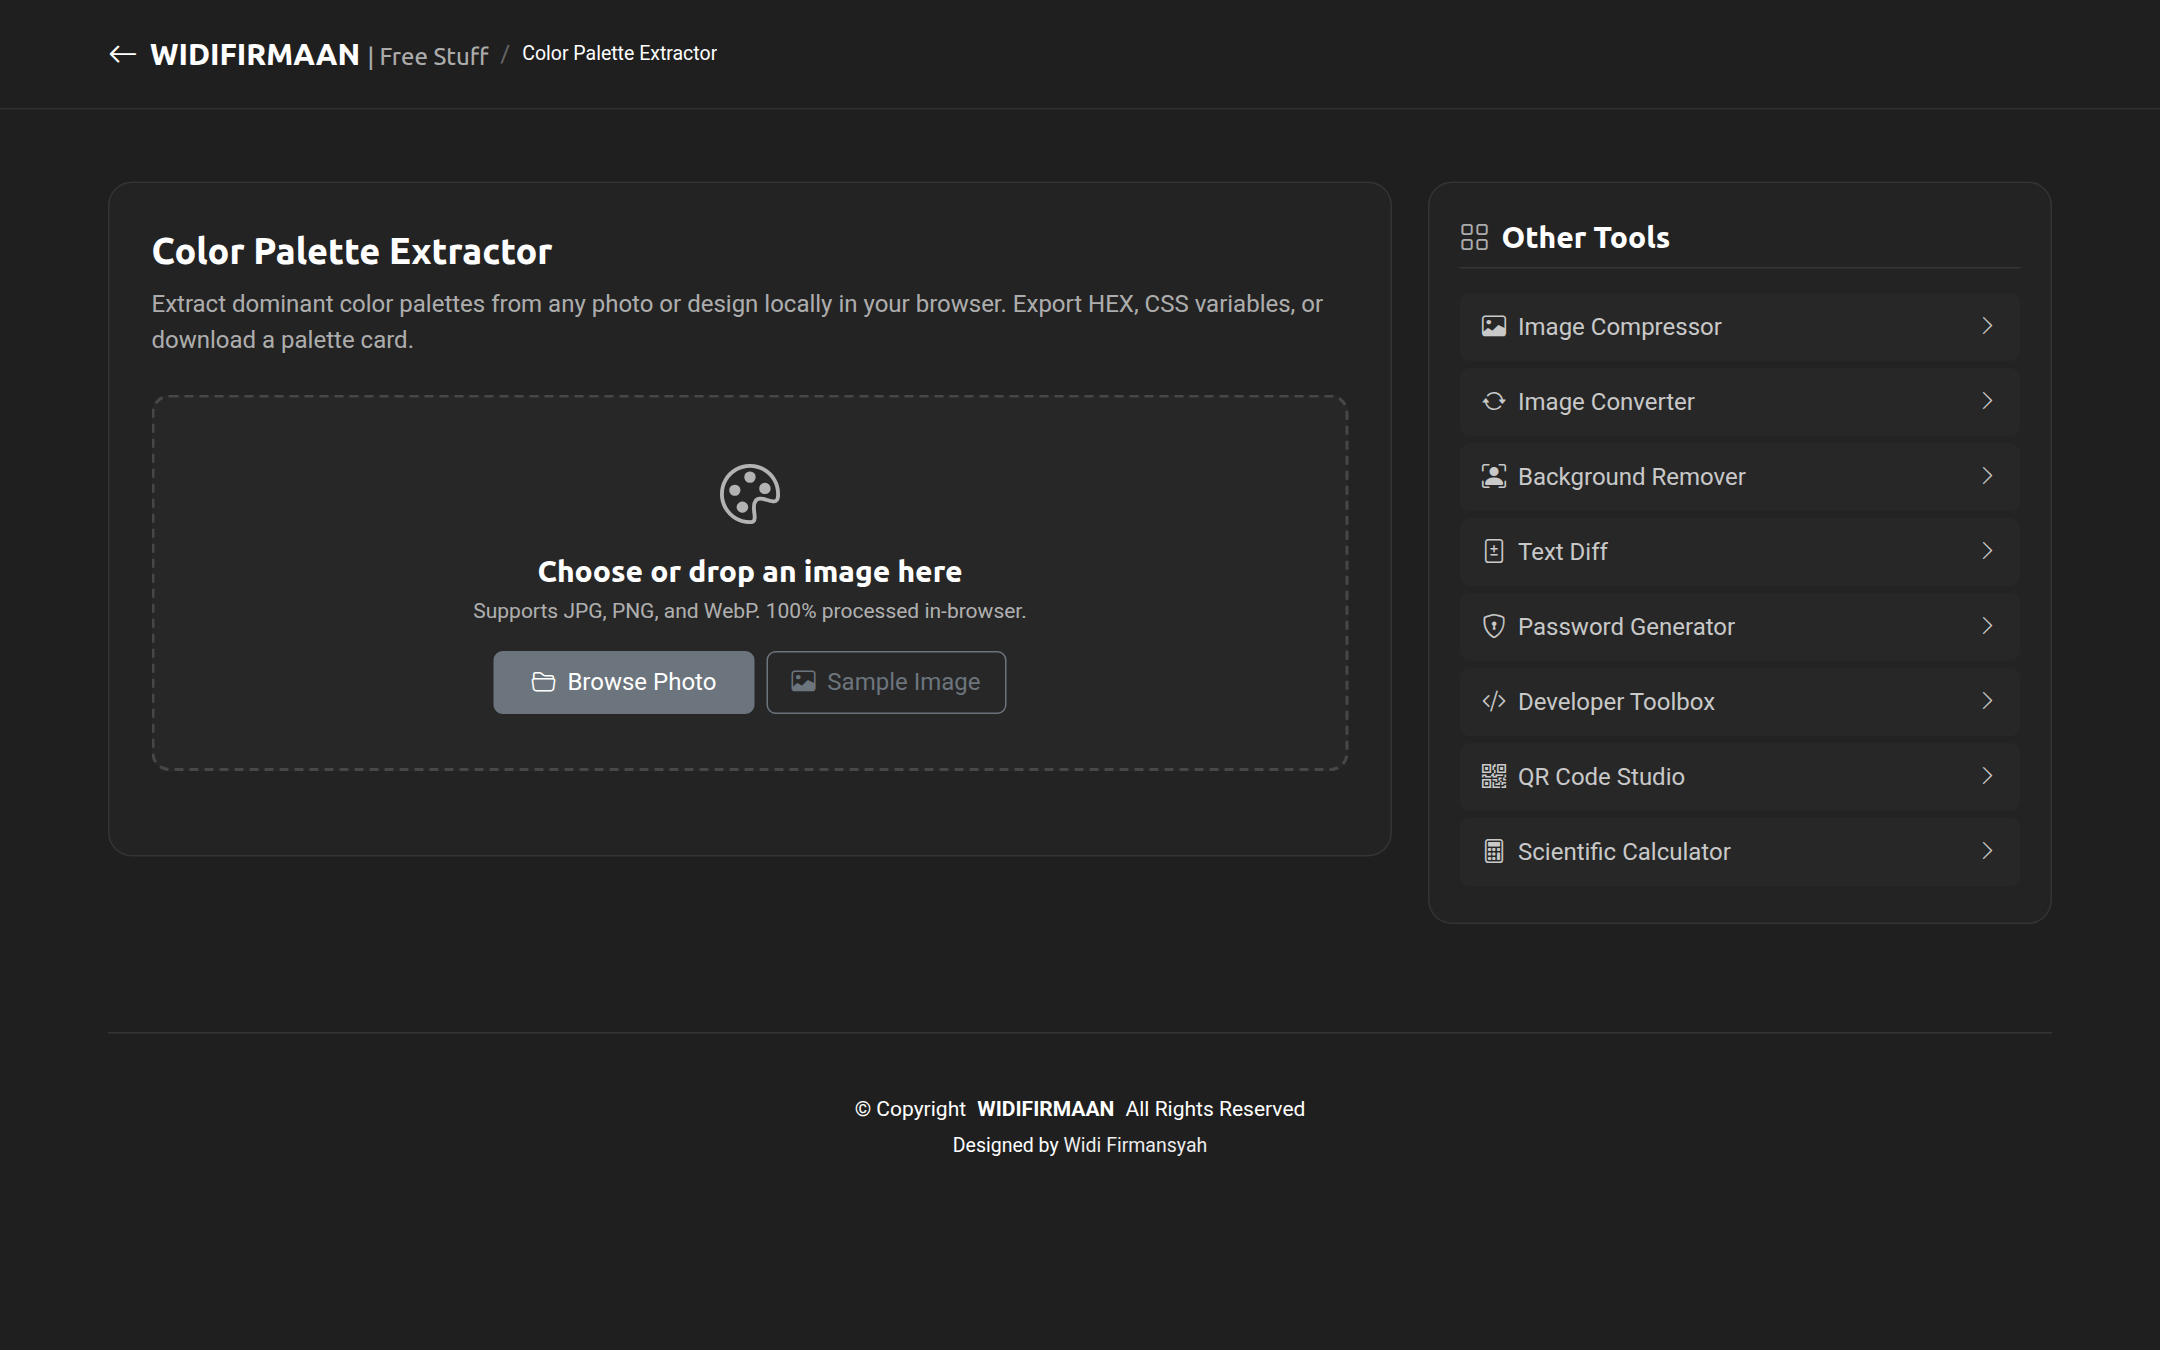 WIDIFIRMAAN | Free Stuff / Color Palette Extractor
Color Palette Extractor
Extract dominant color palettes from any photo or design locally in your browser. Export HEX, CSS variables, or
download a palette card.
Choose or drop an image here
Supports JPG, PNG, and WebP. 100% processed in-browser.
Browse Photo
Sample Image
Other Tools
Image Compressor
Image Converter
Background Remover
Text Diff
Password Generator
Developer Toolbox
QR Code Studio
Scientific Calculator
© Copyright WIDIFIRMAAN All Rights Reserved
Designed by Widi Firmansyah